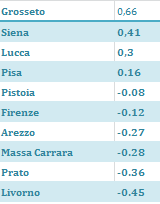 Grosseto 0,66
Siena 0,41
Lucca 0,3
Pisa 0.16
Pistoia -0.08
Firenze -0.12
Arezzo -0.27
Massa Carrara -0.28
Prato -0.36
Livorno -0.45